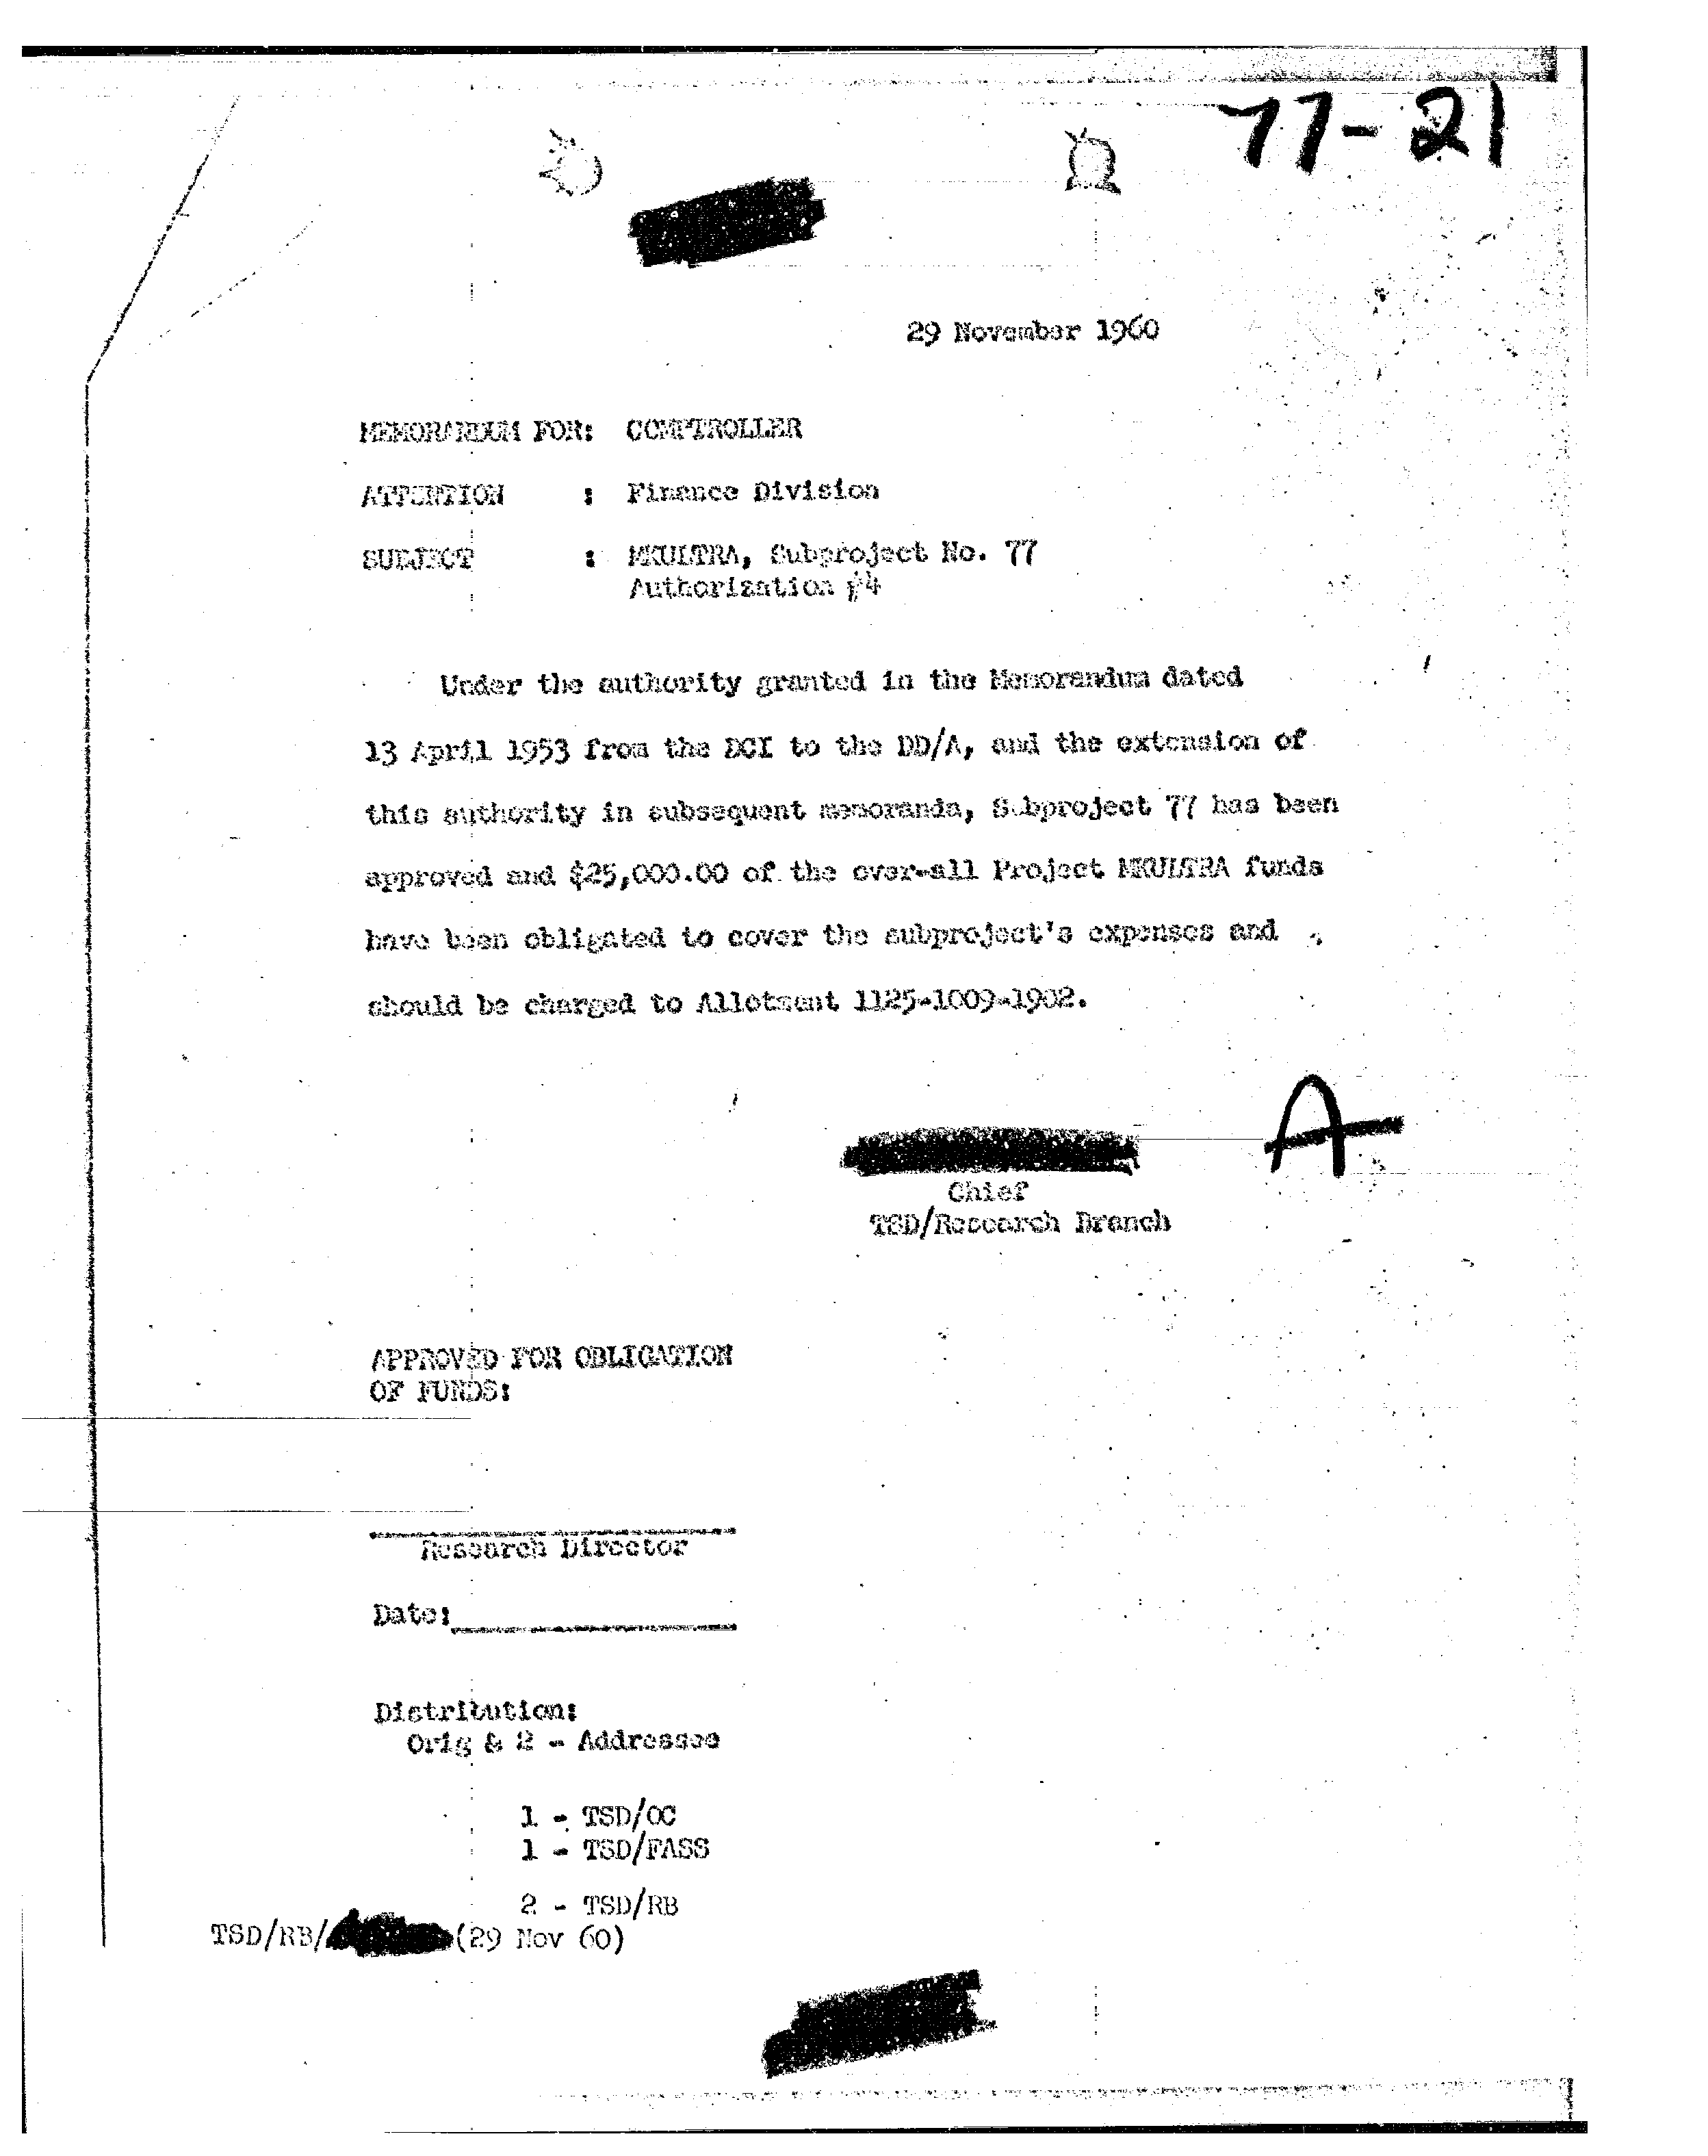 77-21
29 November 1960
MEMORANDUM FOR: COMPTROLLER
ATTENTION : Finance Division
SUBJECT : MKULTRA, Subproject No. 77
Authorization #4
Under the authority granted in the Memorandum dated
13 April 1953 from the DCI to the DD/A, and the extension of
this authority in subsequent memoranda, Subproject 77 has been
approved and $25,000.00 of the over-all Project MKULTRA funds
have been obligated to cover the subproject's expenses and
should be charged to Allotment 1125-1009-1902.
A
Chief
TSD/Research Branch
APPROVED FOR OBLIGATION
OF FUNDS:
Research Director
Date:
Distribution:
Orig & 2 - Addressee
1 - TSD/OC
1 - TSD/FASS
2 - TSD/RB
TSD/RB/ (29 Nov 60)